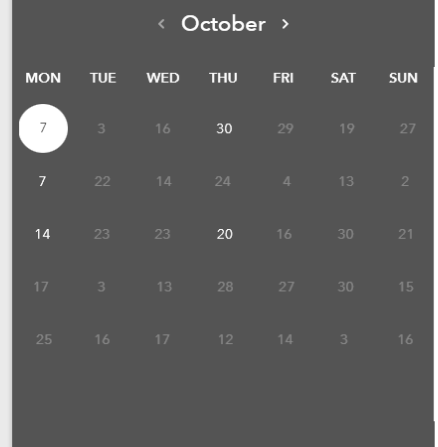 ‹ October ›
MON TUE WED THU FRI SAT SUN
7 3 16 30 29 19 27
7 22 14 24 4 13 2
14 23 23 20 16 30 21
17 3 13 28 27 30 15
25 16 17 12 14 3 16